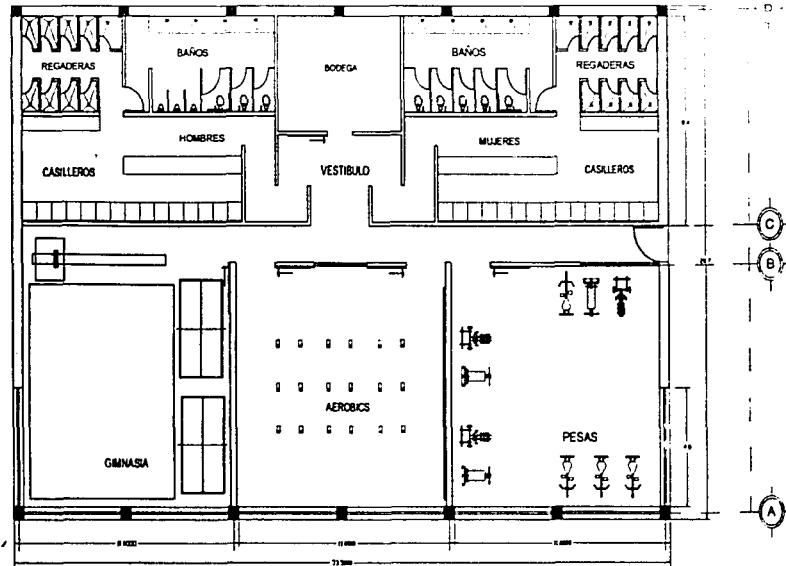 BAÑOS
BAÑOS
REGADERAS
BODEGA
REGADERAS
HOMBRES
MUJERES
CASILLEROS
VESTIBULO
CASILLEROS
C
B
AEROBICS
PESAS
GIMNASIA
A